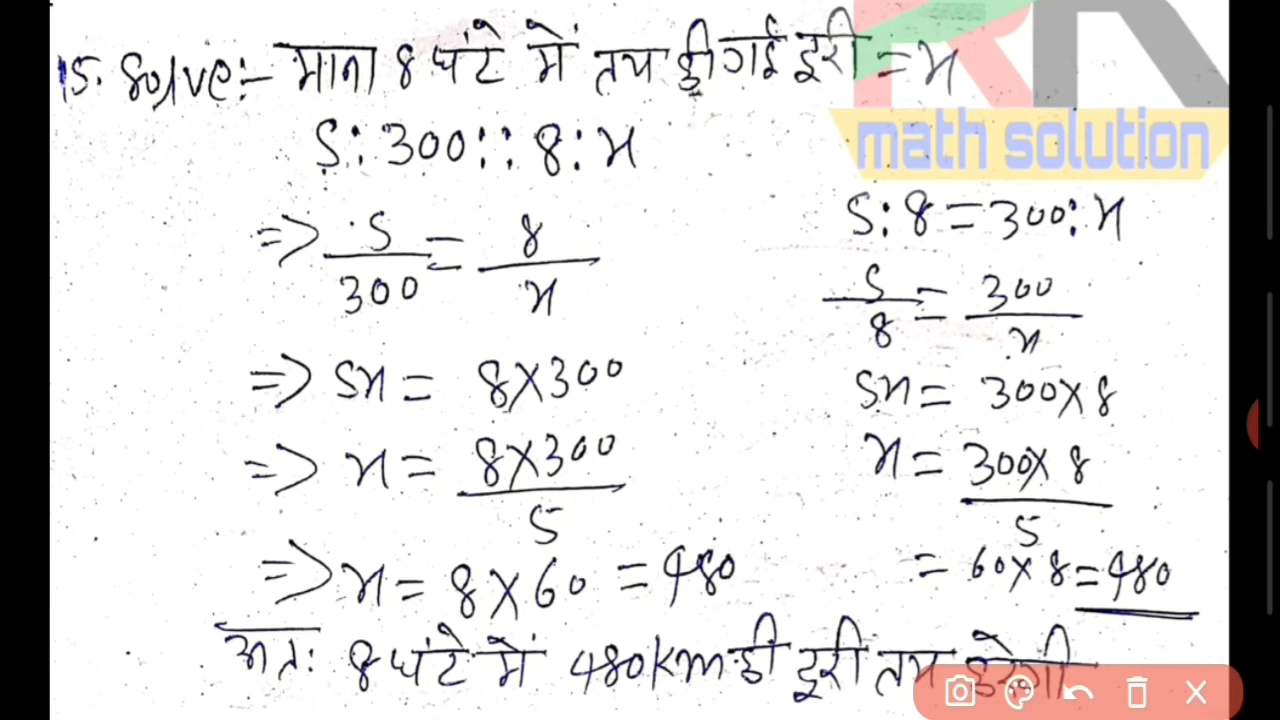 15. Solve:- माना 8 घंटे में तय की गई दूरी = x
5:300::8:x
=> 5/300 = 8/x
=> 5x = 8×300
=> x = 8×300/5
=> x = 8×60 = 480
अतः 8 घंटे में 480km की दूरी तय करेगी
math solution
5:8=300:x
5/8 = 300/x
5x = 300×8
x = 300×8/5
= 60×8=480